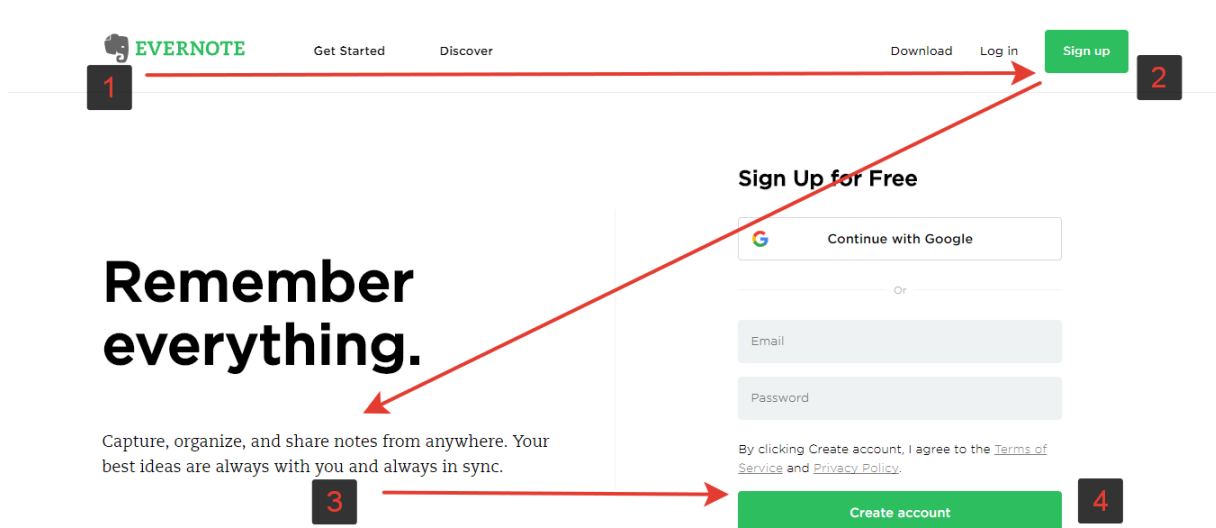 EVERNOTE Get Started Discover Download Log in Sign up
1 2
Sign Up for Free
Continue with Google
Or
Remember
everything.
Email
Password
Capture, organize, and share notes from anywhere. Your
best ideas are always with you and always in sync.
By clicking Create account, I agree to the Terms of
Service and Privacy Policy.
3 4
Create account